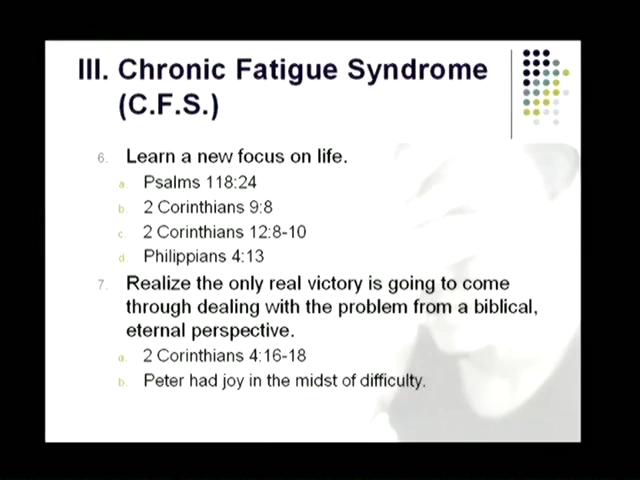 III. Chronic Fatigue Syndrome
(C.F.S.)
6. Learn a new focus on life.
a. Psalms 118:24
b. 2 Corinthians 9:8
c. 2 Corinthians 12:8-10
d. Philippians 4:13
7. Realize the only real victory is going to come
through dealing with the problem from a biblical,
eternal perspective.
a. 2 Corinthians 4:16-18
b. Peter had joy in the midst of difficulty.